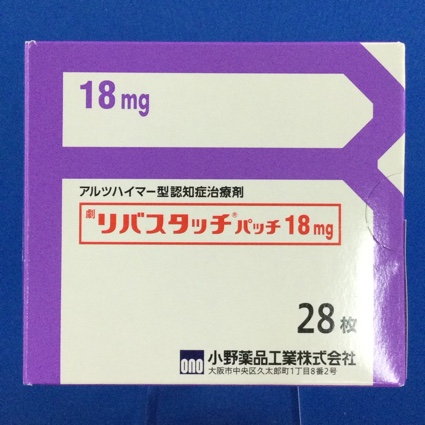 18mg
アルツハイマー型認知症治療剤
劇 リバスタッチ®パッチ 18mg
28枚
ono 小野薬品工業株式会社
大阪市中央区久太郎町1丁目8番2号